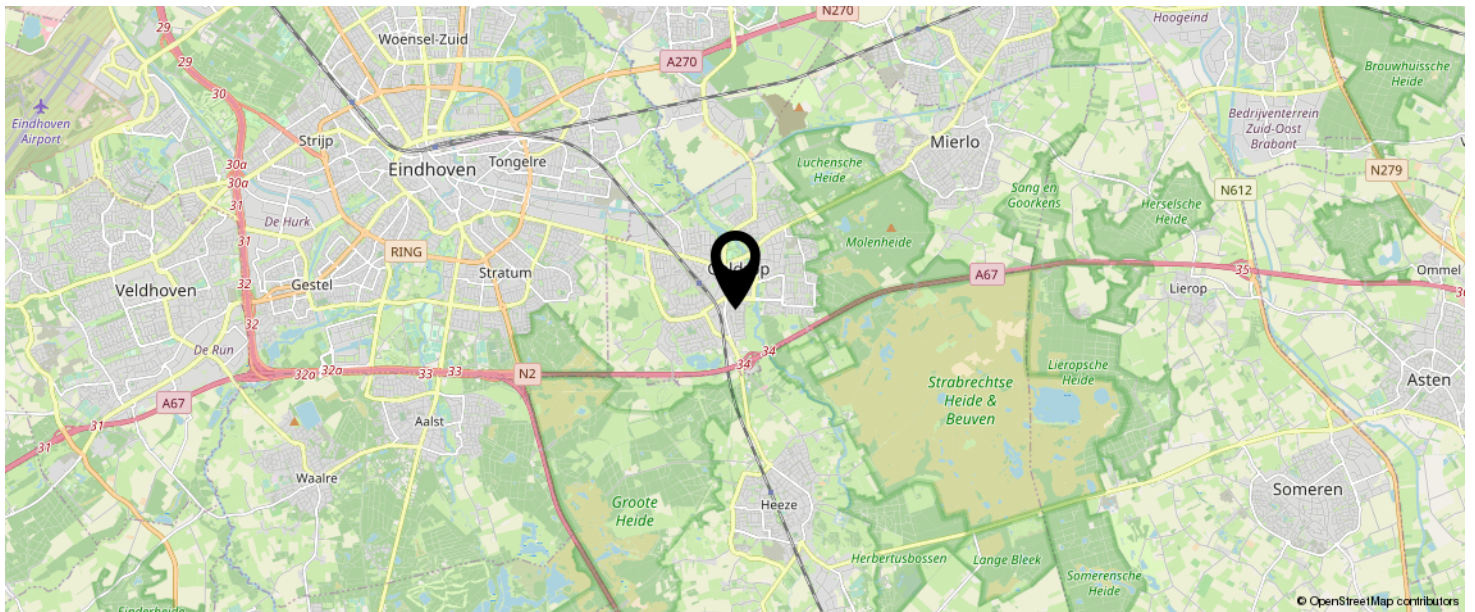 N270
Hoogeind
29
Woensel-Zuid
29
A270
Brouwhuissche
Heide
30
Eindhoven
Airport
Bedrijventerrein
Zuid-Oost
Brabant
Strijp
Mierlo
Tongelre
Eindhoven
Luchensche
Heide
30a
N279
30a
Sang en
Goorkens
N612
31
Herselsche
Heide
De Hurk
31
Molenheide
RING
Stratum
A67
35
Ommel
32
Gestel
Veldhoven
Lierop
32
De Run
34
34
33
33
32a
32a
N2
Lieropsche
Heide
Strabrechtse
Heide &
Beuven
Asten
A67
Aalst
31
31
Waalre
Someren
Groote
Heide
Heeze
Herbertusbossen
Lange Bleek
Somerensche
Heide
© OpenStreetMap contributors